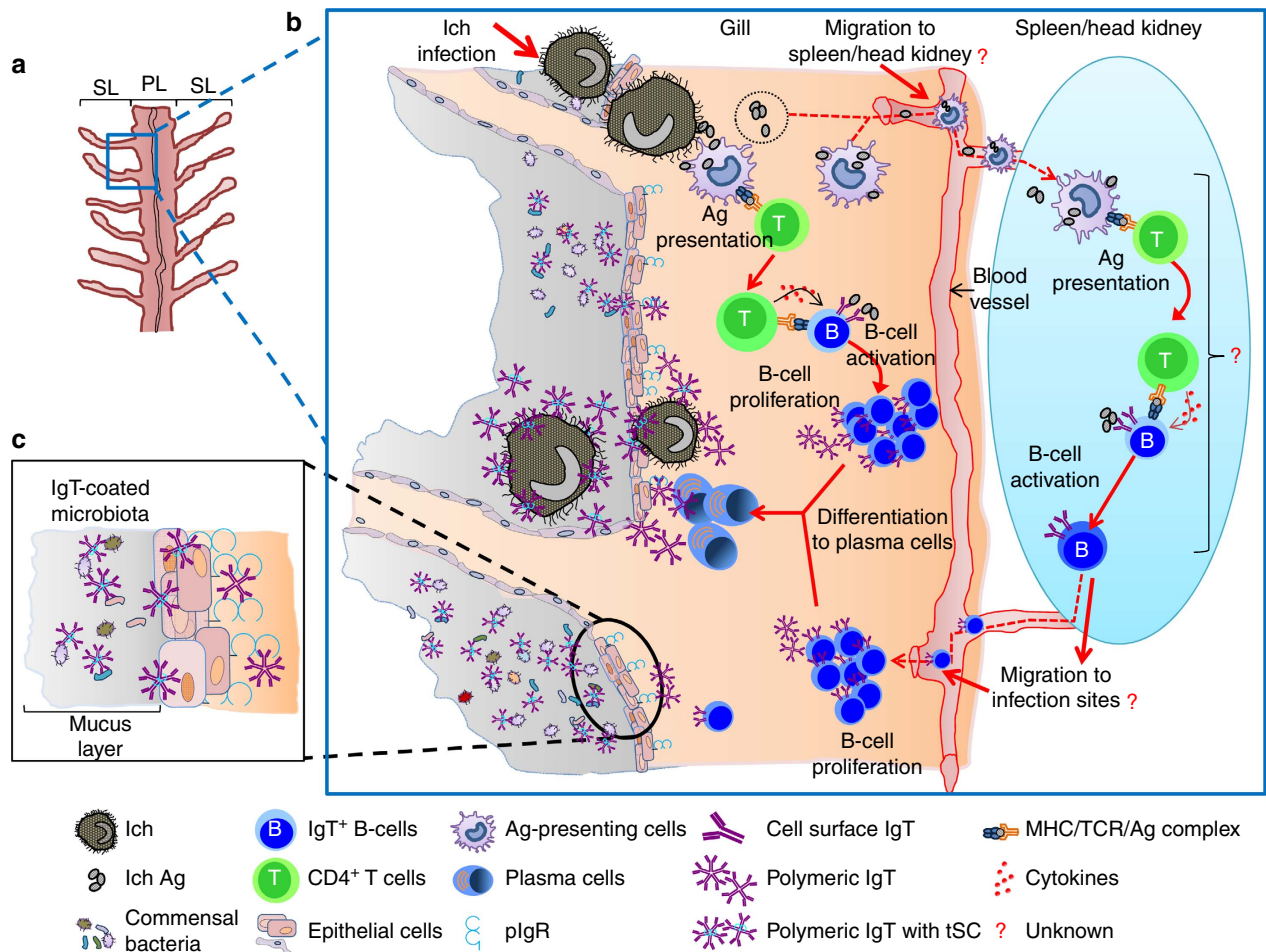 a
SL PL SL
b
Ich
infection
Gill
Migration to
spleen/head kidney ?
Spleen/head kidney
Ag
presentation
T
T
B
B-cell
activation
B-cell
proliferation
Blood
vessel
Differentiation
to plasma cells
B-cell
proliferation
T
Ag
presentation
T
?
B
B-cell
activation
B
Migration to
infection sites ?
c
IgT-coated
microbiota
Mucus
layer
Ich
B IgT+ B-cells
Ag-presenting cells
Cell surface IgT
MHC/TCR/Ag complex
Ich Ag
T CD4+ T cells
Plasma cells
Polymeric IgT
Cytokines
Commensal
bacteria
Epithelial cells
pIgR
Polymeric IgT with tSC
? Unknown